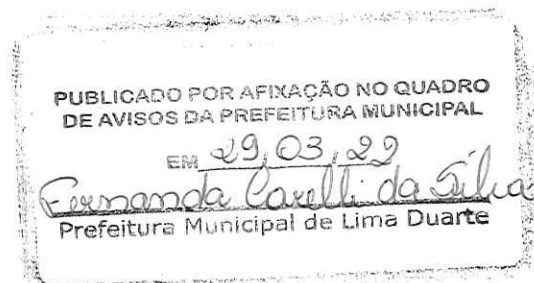 PUBLICADO POR AFIXAÇÃO NO QUADRO
DE AVISOS DA PREFEITURA MUNICIPAL
EM 29,03,22
Fernanda Carelli da Silva
Prefeitura Municipal de Lima Duarte